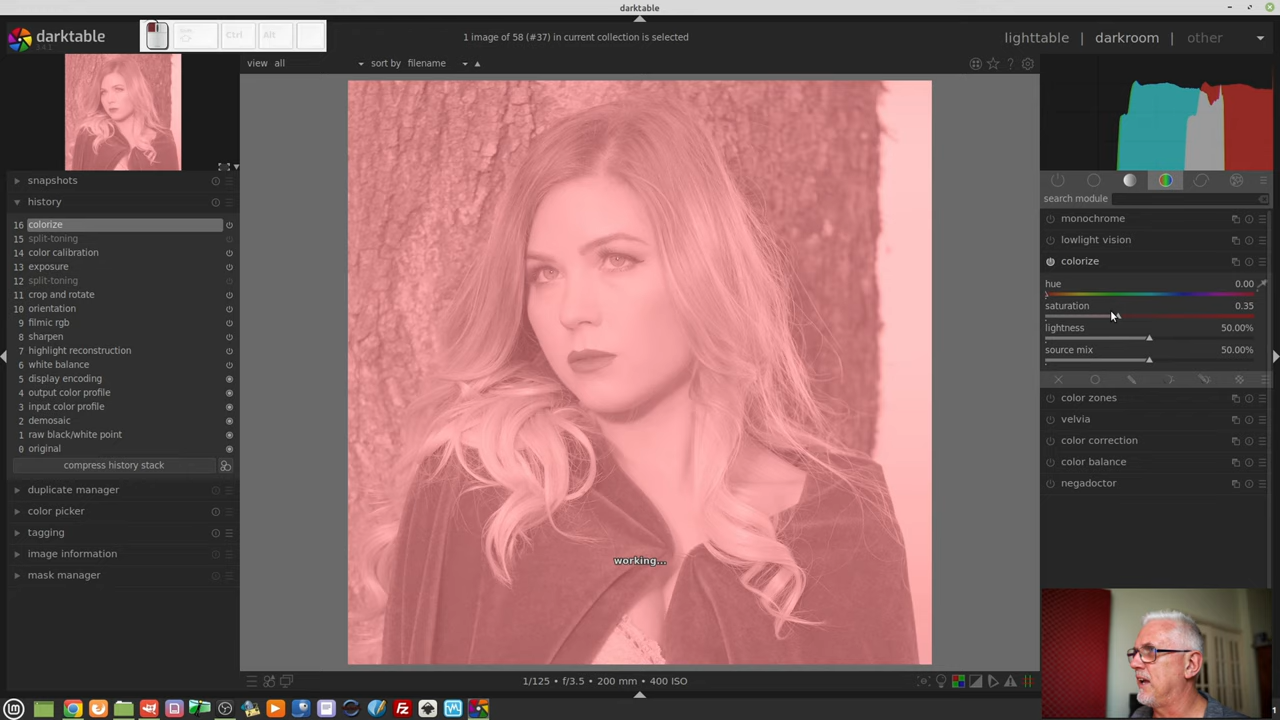 darktable
darktable
3.4.1
Ctrl
Alt
1 image of 58 (#37) in current collection is selected
lighttable | darkroom | other
view all
sort by filename
snapshots
history
16 colorize
15 split-toning
14 color calibration
13 exposure
12 split-toning
11 crop and rotate
10 orientation
9 filmic rgb
8 sharpen
7 highlight reconstruction
6 white balance
5 display encoding
4 output color profile
3 input color profile
2 demosaic
1 raw black/white point
0 original
compress history stack
duplicate manager
color picker
tagging
image information
mask manager
working...
1/125 • f/3.5 • 200 mm • 400 ISO
search module
monochrome
lowlight vision
colorize
hue 0.00
saturation 0.35
lightness 50.00%
source mix 50.00%
color zones
velvia
color correction
color balance
negadoctor